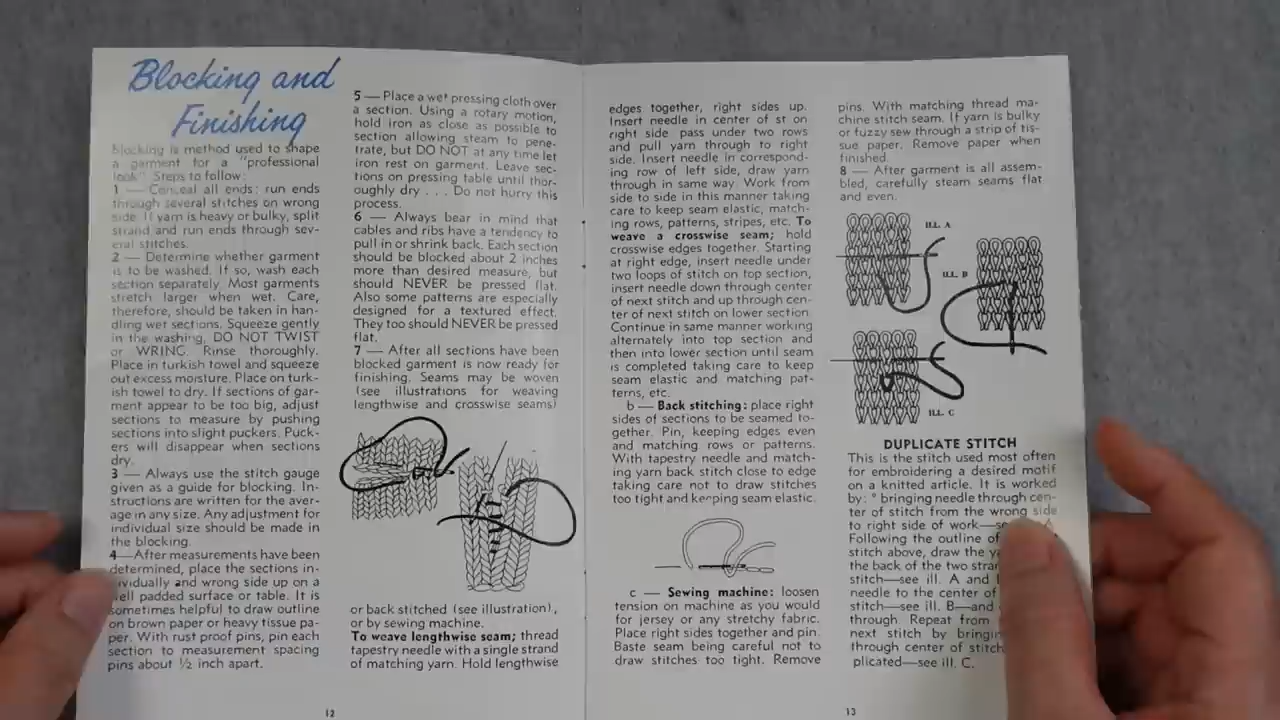 Blocking and
Finishing
Blocking is method used to shape
a garment for a "professional
look". Steps to follow:
1 — Conceal all ends: run ends
through several stitches on wrong
side. If yarn is heavy or bulky, split
strand and run ends through sev-
eral stitches.
2 — Determine whether garment
is to be washed. If so, wash each
section separately. Most garments
stretch larger when wet. Care,
therefore, should be taken in han-
dling wet sections. Squeeze gently
in the washing, DO NOT TWIST
or WRING. Rinse thoroughly.
Place in turkish towel and squeeze
out excess moisture. Place on turk-
ish towel to dry. If sections of gar-
ment appear to be too big, adjust
sections to measure by pushing
sections into slight puckers. Puck-
ers will disappear when sections
dry.
3 — Always use the stitch gauge
given as a guide for blocking. In-
structions are written for the aver-
age in any size. Any adjustment for
individual size should be made in
the blocking.
4—After measurements have been
determined, place the sections in-
dividually and wrong side up on a
well padded surface or table. It is
sometimes helpful to draw outline
on brown paper or heavy tissue pa-
per. With rust proof pins, pin each
section to measurement spacing
pins about ½ inch apart.
12
5 — Place a wet pressing cloth over
a section. Using a rotary motion,
hold iron as close as possible to
section allowing steam to pene-
trate, but DO NOT at any time let
iron rest on garment. Leave sec-
tions on pressing table until thor-
oughly dry . . . Do not hurry this
process.
6 — Always bear in mind that
cables and ribs have a tendency to
pull in or shrink back. Each section
should be blocked about 2 inches
more than desired measure, but
should NEVER be pressed flat.
Also some patterns are especially
designed for a textured effect.
They too should NEVER be pressed
flat.
7 — After all sections have been
blocked garment is now ready for
finishing. Seams may be woven
(see illustrations for weaving
lengthwise and crosswise seams)
or back stitched (see illustration),
or by sewing machine.
To weave lengthwise seam; thread
tapestry needle with a single strand
of matching yarn. Hold lengthwise
edges together, right sides up.
Insert needle in center of st on
right side pass under two rows
and pull yarn through to right
side. Insert needle in correspond-
ing row of left side, draw yarn
through in same way. Work from
side to side in this manner taking
care to keep seam elastic, match-
ing rows, patterns, stripes, etc. To
weave a crosswise seam; hold
crosswise edges together. Starting
at right edge, insert needle under
two loops of stitch on top section,
insert needle down through center
of next stitch and up through cen-
ter of next stitch on lower section.
Continue in same manner working
alternately into top section and
then into lower section until seam
is completed taking care to keep
seam elastic and matching pat-
terns, etc.
b — Back stitching: place right
sides of sections to be seamed to-
gether. Pin, keeping edges even
and matching rows or patterns.
With tapestry needle and match-
ing yarn back stitch close to edge
taking care not to draw stitches
too tight and keeping seam elastic.
c — Sewing machine: loosen
tension on machine as you would
for jersey or any stretchy fabric.
Place right sides together and pin.
Baste seam being careful not to
draw stitches too tight. Remove
pins. With matching thread ma-
chine stitch seam. If yarn is bulky
or fuzzy sew through a strip of tis-
sue paper. Remove paper when
finished.
8 — After garment is all assem-
bled, carefully steam seams flat
and even.
ILL. A
ILL. B
ILL. C
DUPLICATE STITCH
This is the stitch used most often
for embroidering a desired motif
on a knitted article. It is worked
by: * bringing needle through cen-
ter of stitch from the wrong side
to right side of work—see A
Following the outline of
stitch above, draw the
the back of the two
stitch—see ill. A and
needle to the center of
stitch—see ill. B—and
through. Repeat from
next stitch by
through center of stitch
plicated—see ill. C.
13